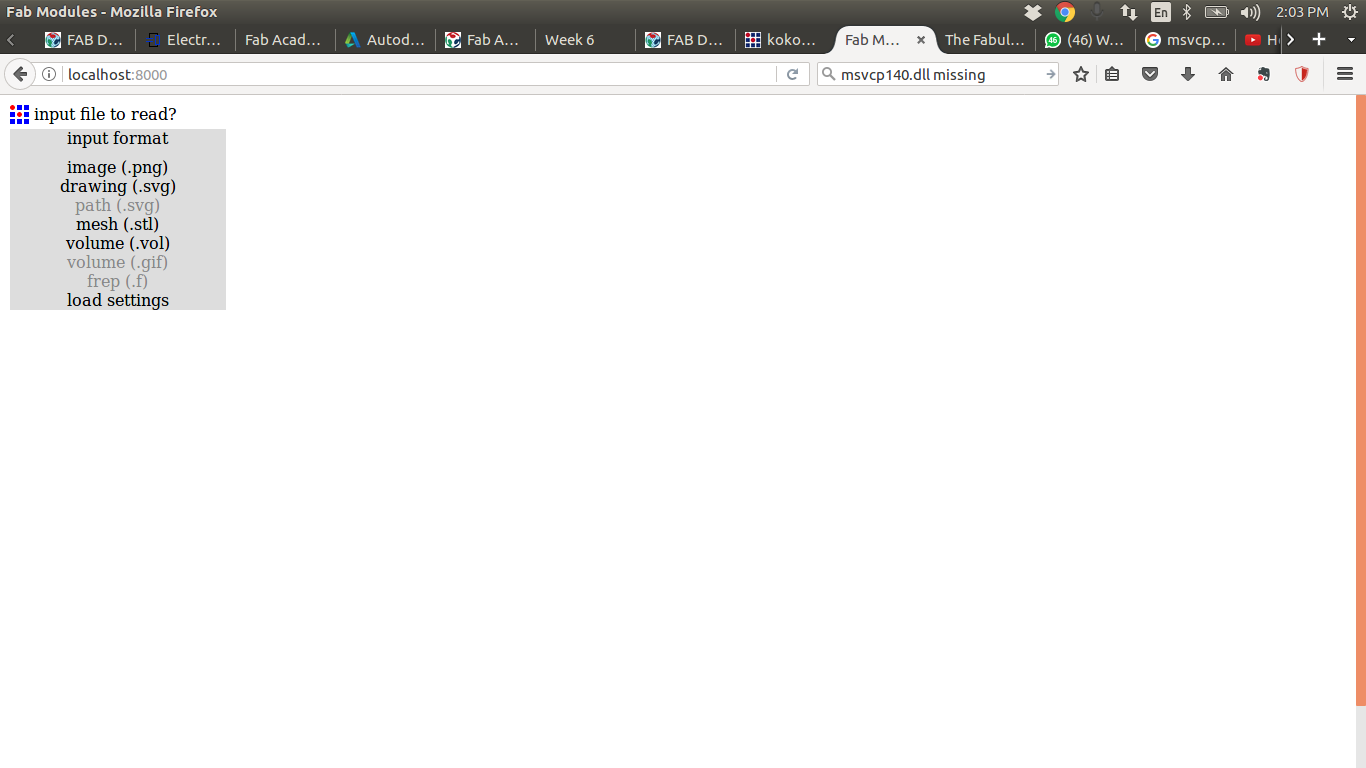 Fab Modules - Mozilla Firefox
En
2:03 PM
FAB D...
Electr...
Fab Acad...
Autod...
Fab A...
Week 6
FAB D...
koko...
Fab M...
The Fabul...
46
(46) W...
msvcp...
localhost:8000
msvcp140.dll missing
input file to read?
input format
image (.png)
drawing (.svg)
path (.svg)
mesh (.stl)
volume (.vol)
volume (.gif)
frep (.f)
load settings